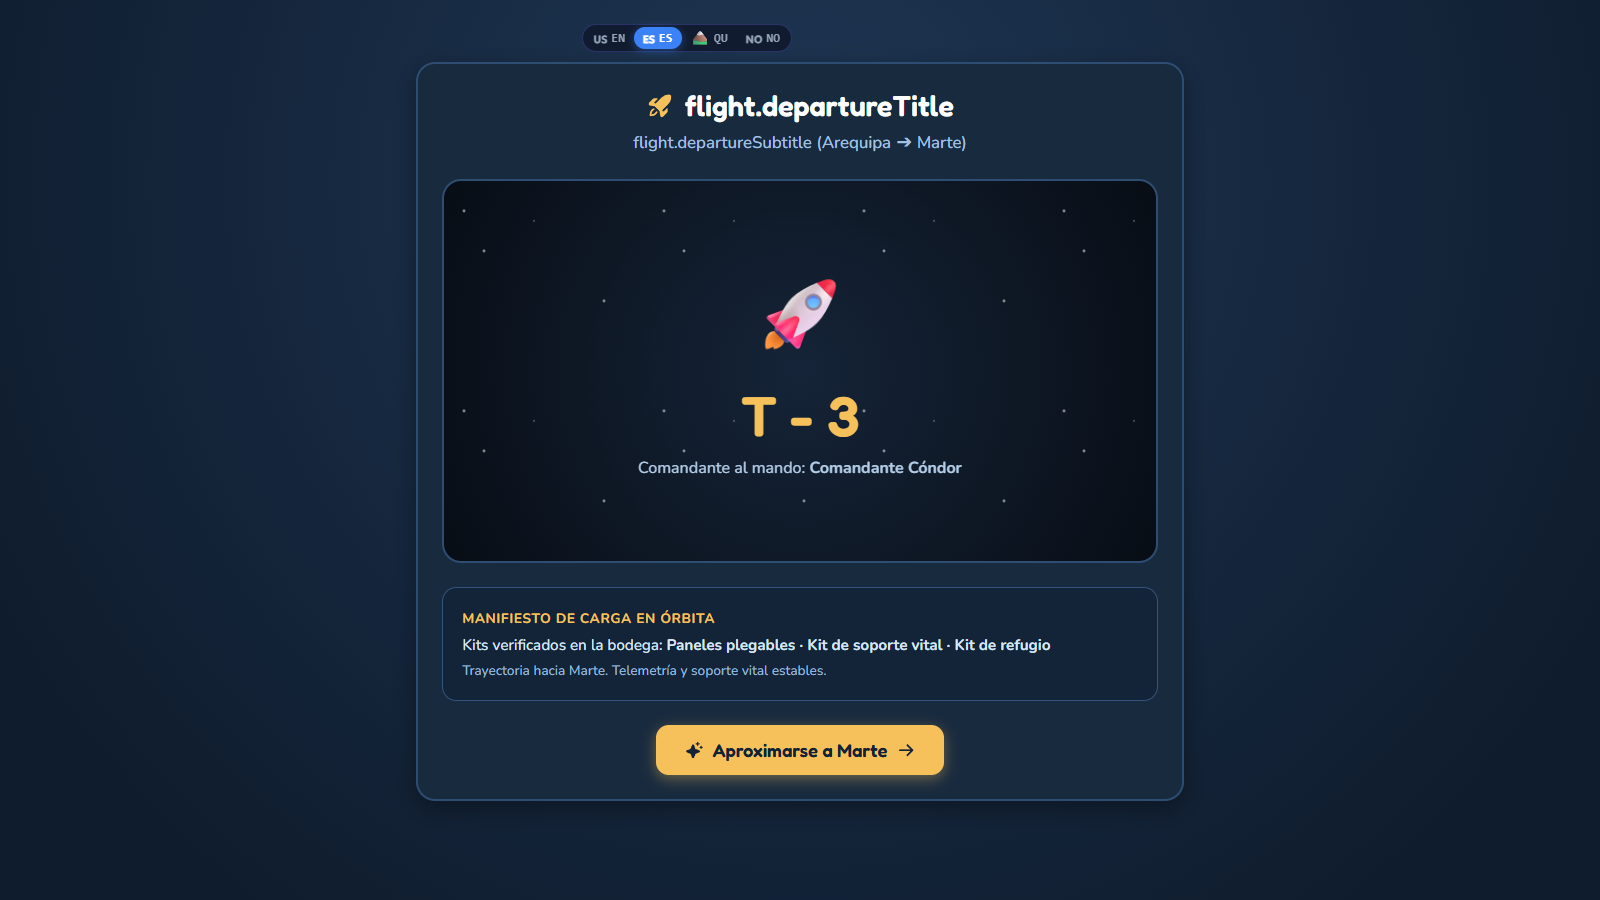 US EN ES ES QU NO NO
flight.departureTitle
flight.departureSubtitle (Arequipa → Marte)
T - 3
Comandante al mando: Comandante Cóndor
MANIFIESTO DE CARGA EN ÓRBITA
Kits verificados en la bodega: Paneles plegables · Kit de soporte vital · Kit de refugio
Trayectoria hacia Marte. Telemetría y soporte vital estables.
Aproximarse a Marte →